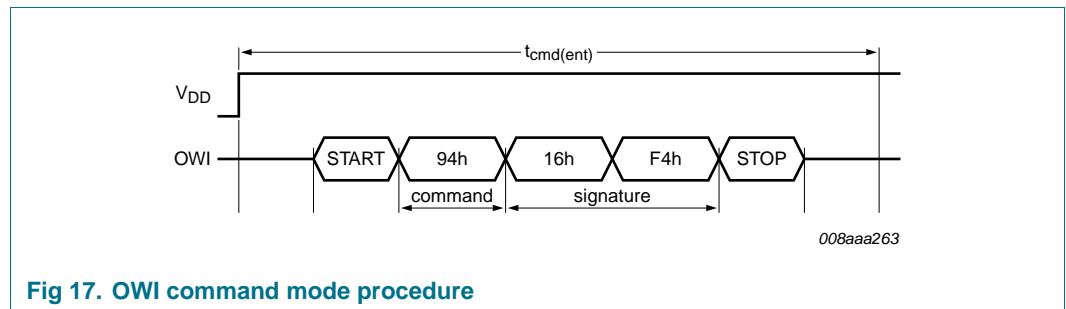 tcmd(ent)
VDD
OWI START 94h 16h F4h STOP
command signature
008aaa263
Fig 17. OWI command mode procedure